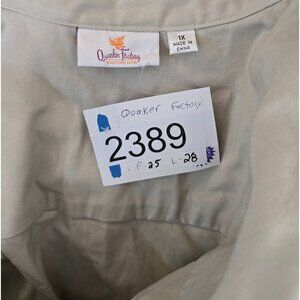 Quaker Factory
1X
MADE IN
CHINA
Quaker Factory
2389
P 25 L-28